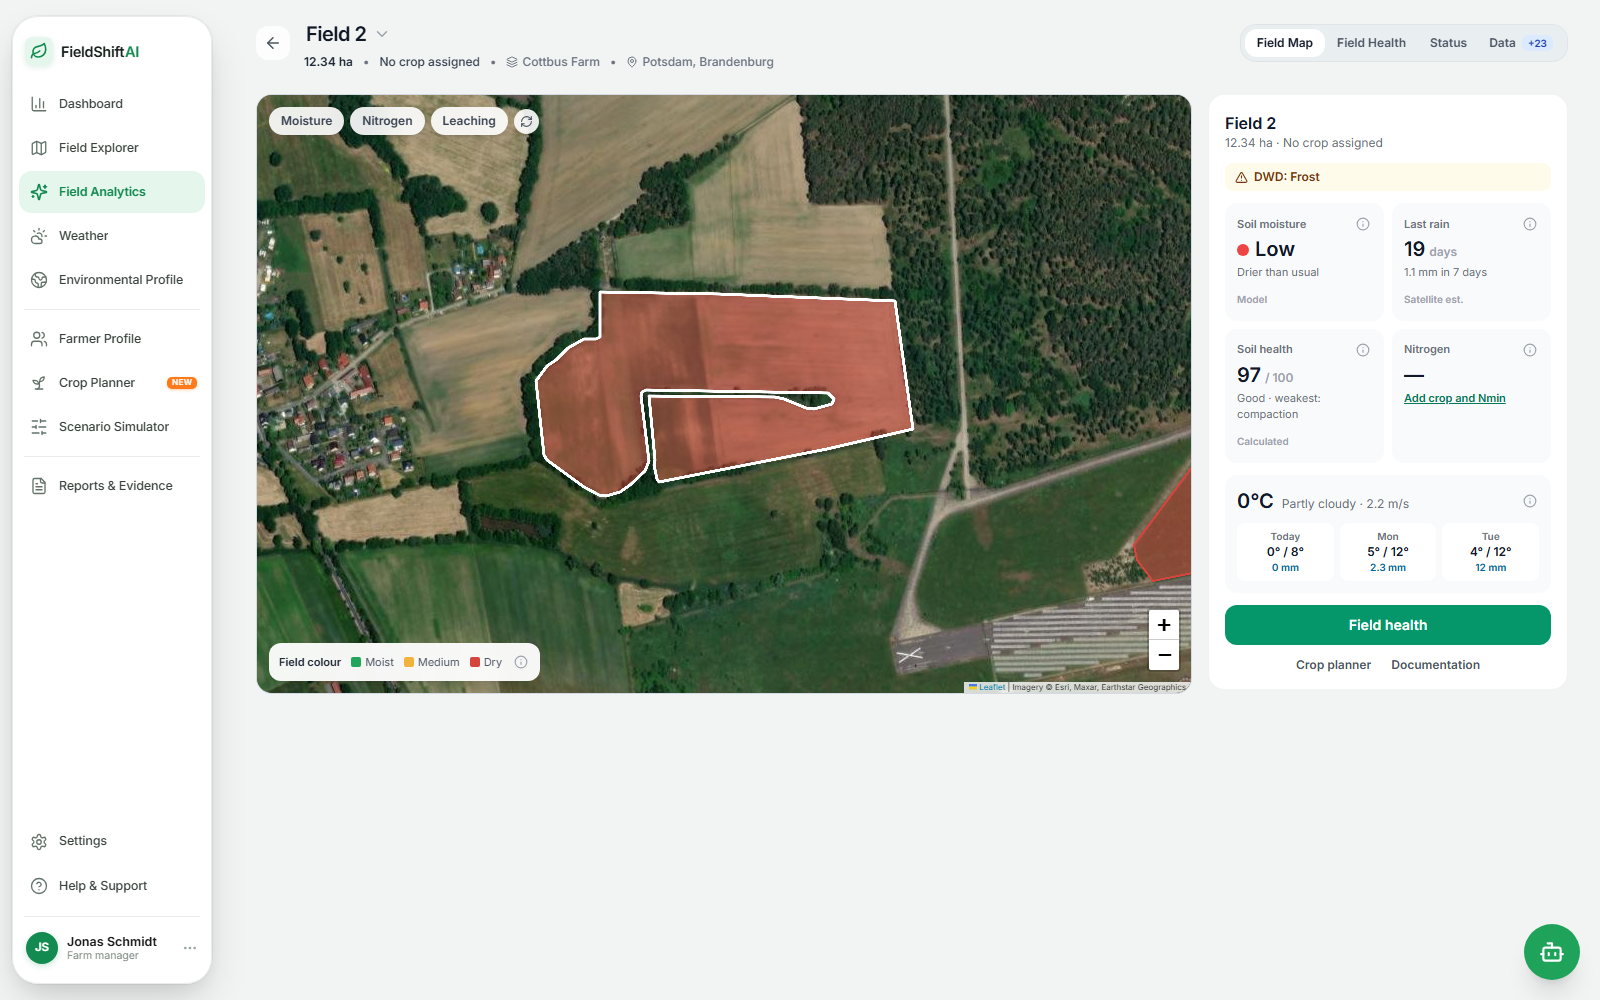 FieldShiftAI
Dashboard
Field Explorer
Field Analytics
Weather
Environmental Profile
Farmer Profile
Crop Planner NEW
Scenario Simulator
Reports & Evidence
Settings
Help & Support
JS
Jonas Schmidt
Farm manager
Field 2
12.34 ha • No crop assigned • Cottbus Farm • Potsdam, Brandenburg
Field Map Field Health Status Data +23
Moisture Nitrogen Leaching
Field colour Moist Medium Dry
+
−
Leaflet | Imagery © Esri, Maxar, Earthstar Geographics
Field 2
12.34 ha · No crop assigned
DWD: Frost
Soil moisture
Low
Drier than usual
Model
Last rain
19 days
1.1 mm in 7 days
Satellite est.
Soil health
97 / 100
Good · weakest:
compaction
Calculated
Nitrogen
—
Add crop and Nmin
0°C Partly cloudy · 2.2 m/s
Today
0° / 8°
0 mm
Mon
5° / 12°
2.3 mm
Tue
4° / 12°
12 mm
Field health
Crop planner Documentation